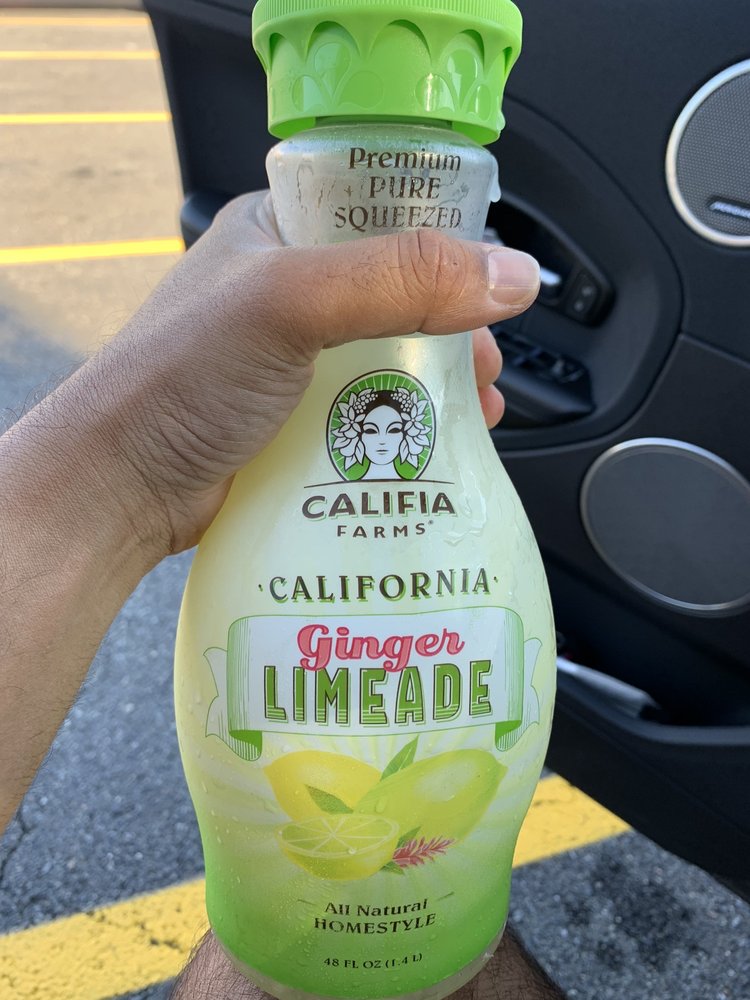 Premium
PURE
SQUEEZED
CALIFIA
FARMS®
·CALIFORNIA·
Ginger
LIMEADE
All Natural
HOMESTYLE
48 FL OZ (1.4 L)